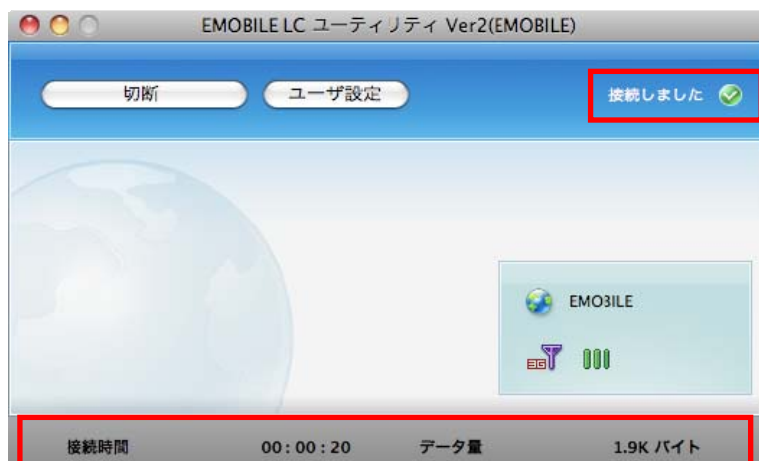 EMOBILE LC ユーティリティ Ver2(EMOBILE)
切断 ユーザ設定 接続しました
EMOBILE
接続時間 00:00:20 データ量 1.9K バイト